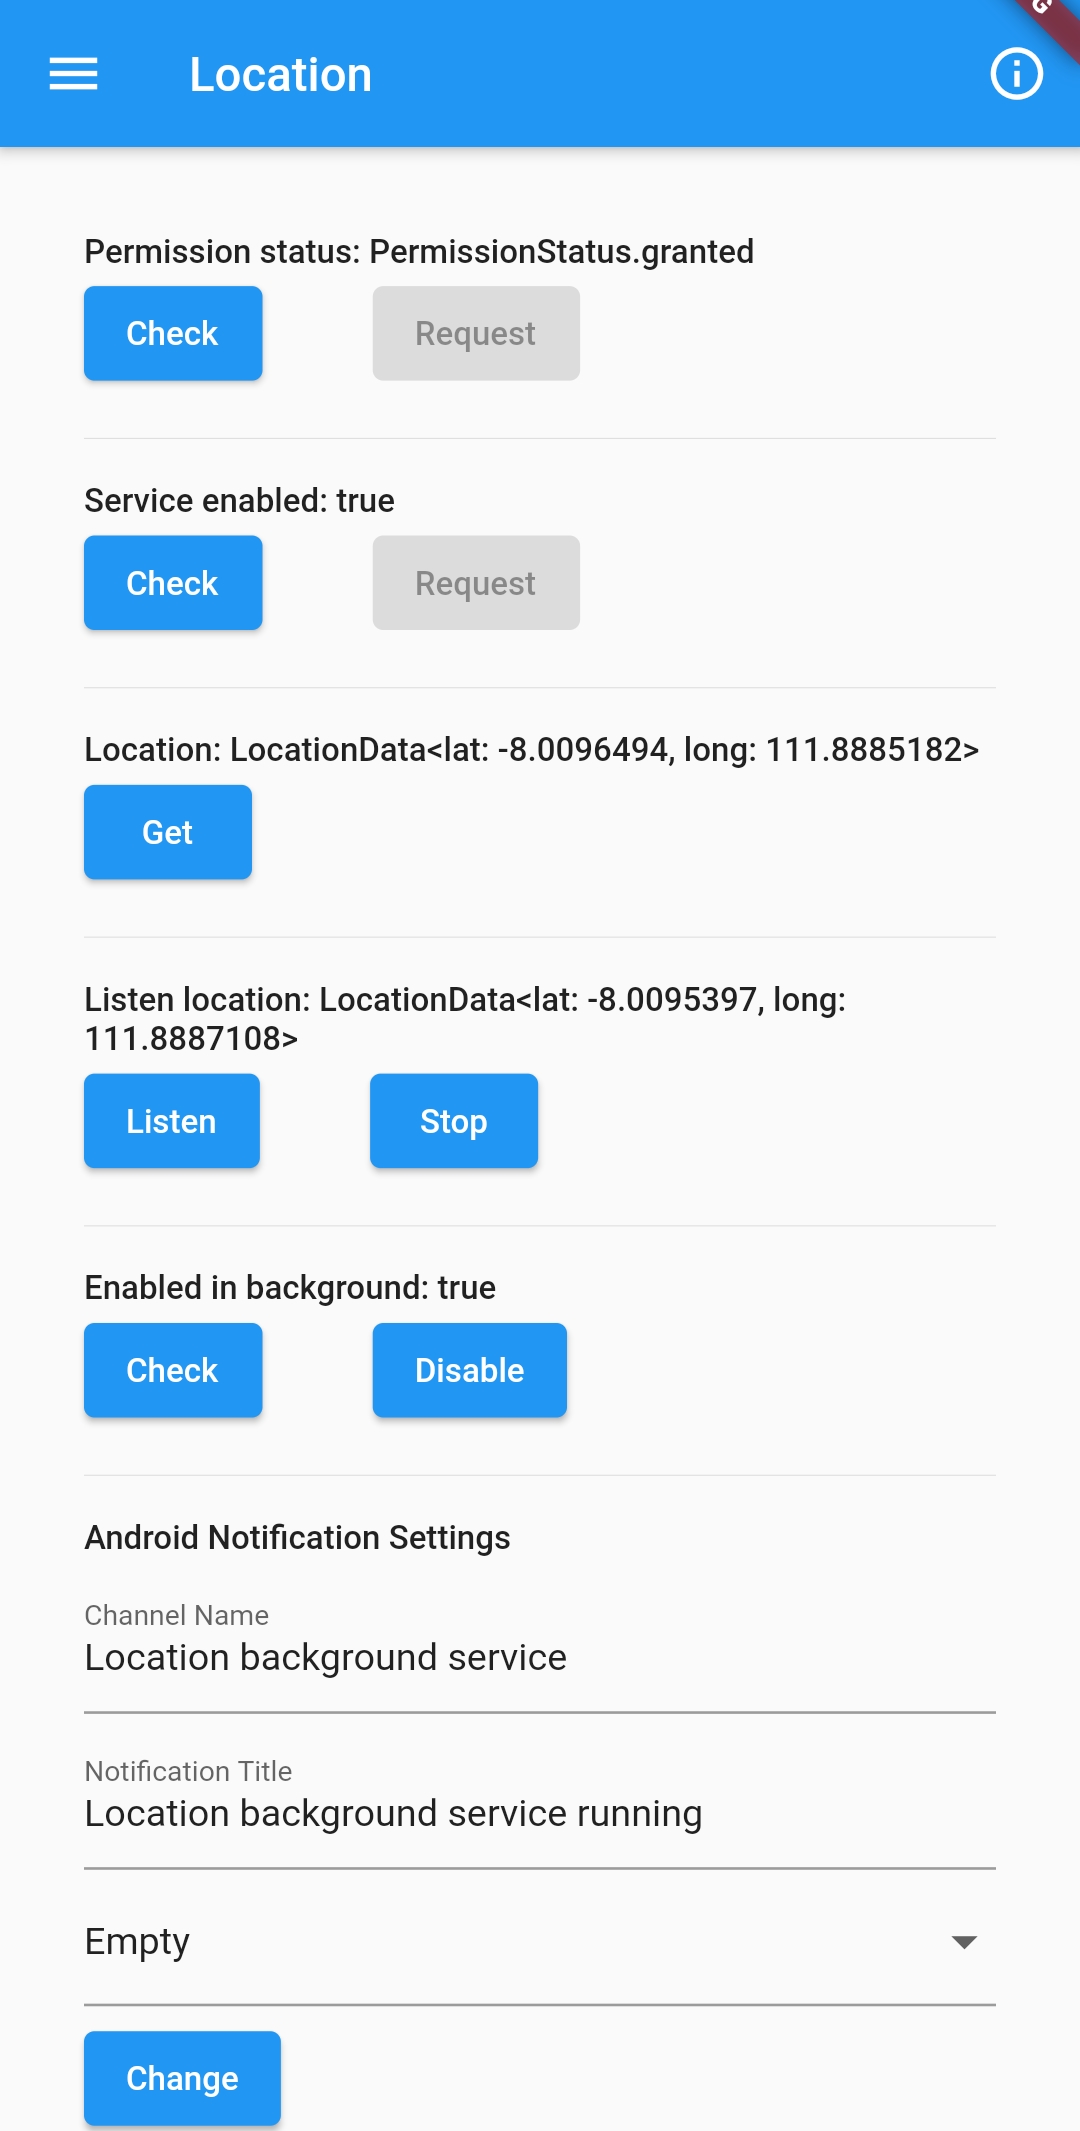 G
Location
Permission status: PermissionStatus.granted
Check
Request
Service enabled: true
Check
Request
Location: LocationData<lat: -8.0096494, long: 111.8885182>
Get
Listen location: LocationData<lat: -8.0095397, long:
111.8887108>
Listen
Stop
Enabled in background: true
Check
Disable
Android Notification Settings
Channel Name
Location background service
Notification Title
Location background service running
Empty
Change